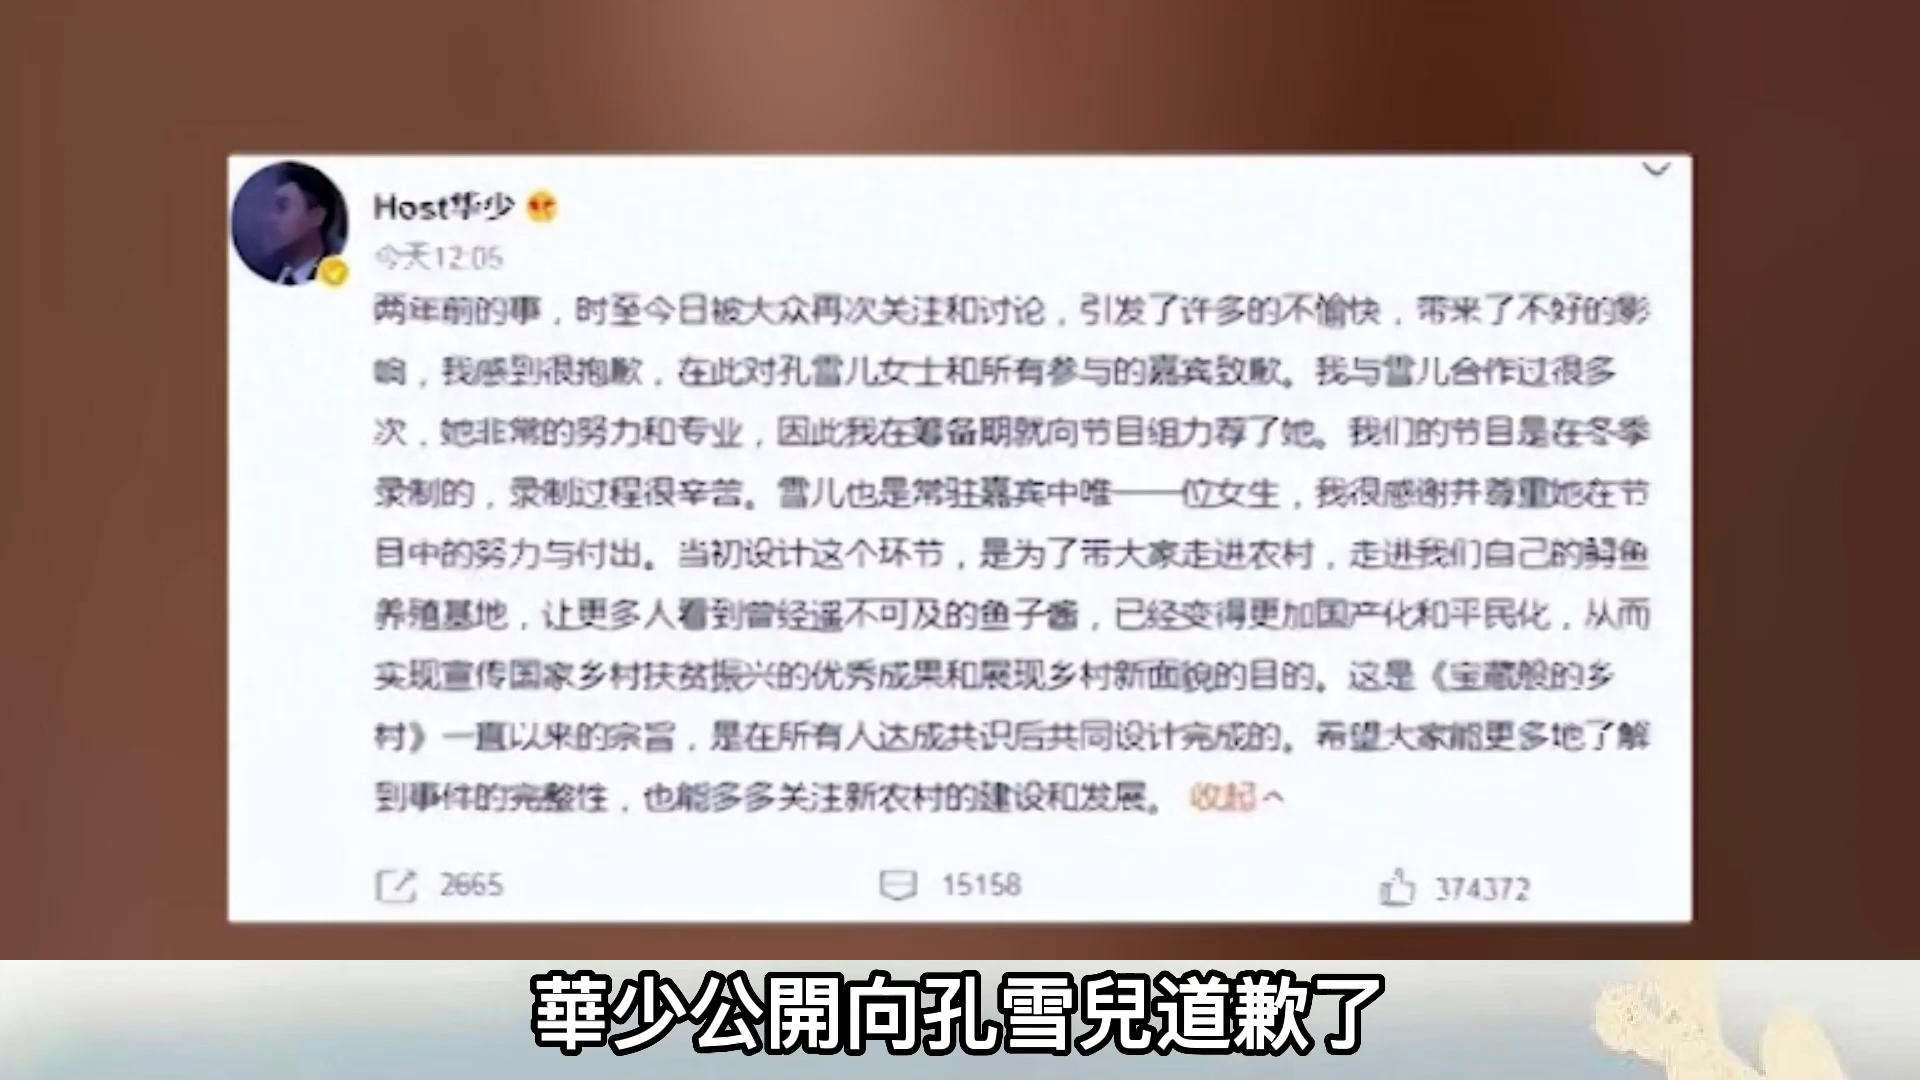 Host华少
今天12:05
两年前的事，时至今日被大众再次关注和讨论，引发了许多的不愉快，带来了不好的影
响，我感到很抱歉，在此对孔雪儿女士和所有参与的嘉宾致歉。我与雪儿合作过很多
次，她非常的努力和专业，因此我在筹备期就向节目组力荐了她。我们的节目是在冬季
录制的，录制过程很辛苦。雪儿也是常驻嘉宾中唯一一位女生，我很感谢并尊重她在节
目中的努力与付出。当初设计这个环节，是为了带大家走进农村，走进我们自己的鲟鱼
养殖基地，让更多人看到曾经遥不可及的鱼子酱，已经变得更加国产化和平民化，从而
实现宣传国家乡村扶贫振兴的优秀成果和展现乡村新面貌的目的。这是《宝藏般的乡
村》一直以来的宗旨，是在所有人达成共识后共同设计完成的。希望大家能更多地了解
到事件的完整性，也能多多关注新农村的建设和发展。 收起
2665 15158 374372
華少公開向孔雪兒道歉了